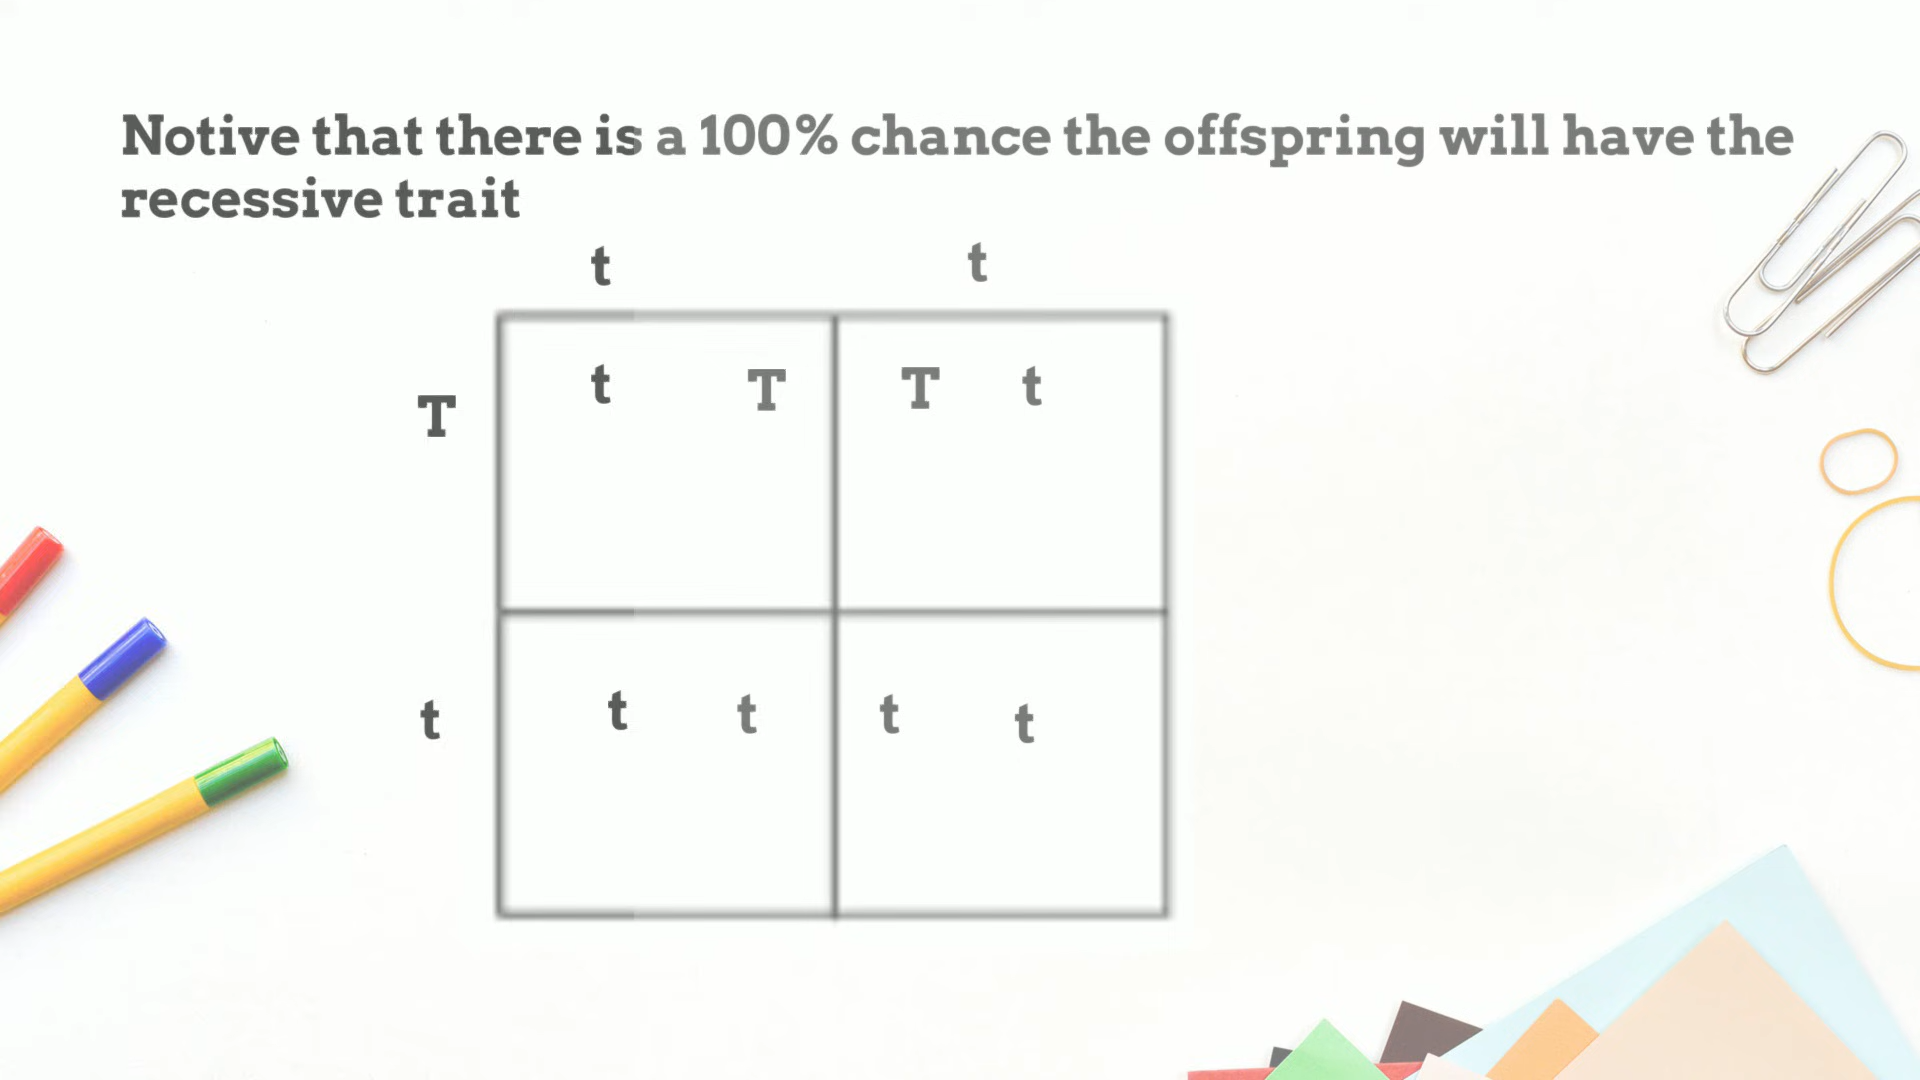 Notive that there is a 100% chance the offspring will have the
recessive trait
t t
T t T T t
t t t t t